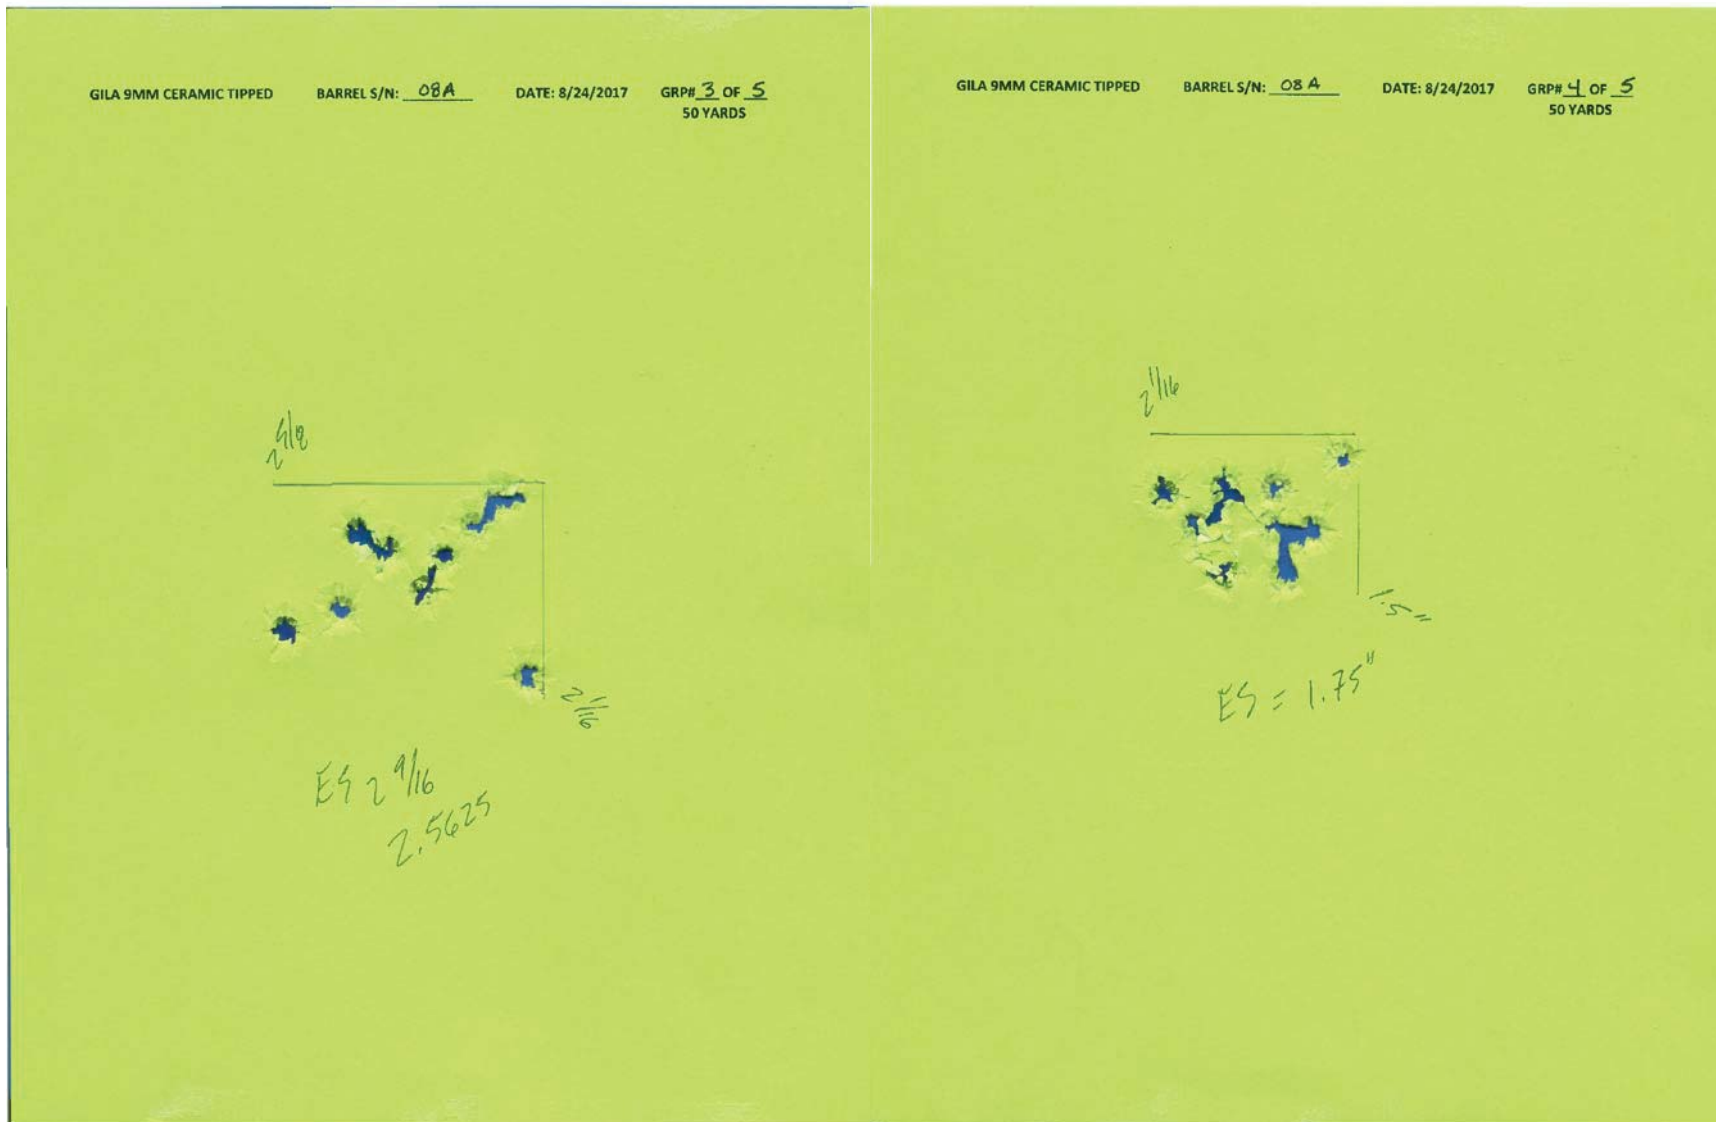 GILA 9MM CERAMIC TIPPED BARREL S/N: 08A DATE: 8/24/2017 GRP# 3 OF 5
50 YARDS
2 5/8
2 1/16
ES 2 9/16
2.5625
GILA 9MM CERAMIC TIPPED BARREL S/N: 08A DATE: 8/24/2017 GRP# 4 OF 5
50 YARDS
2 1/16
1.5"
ES = 1.75"